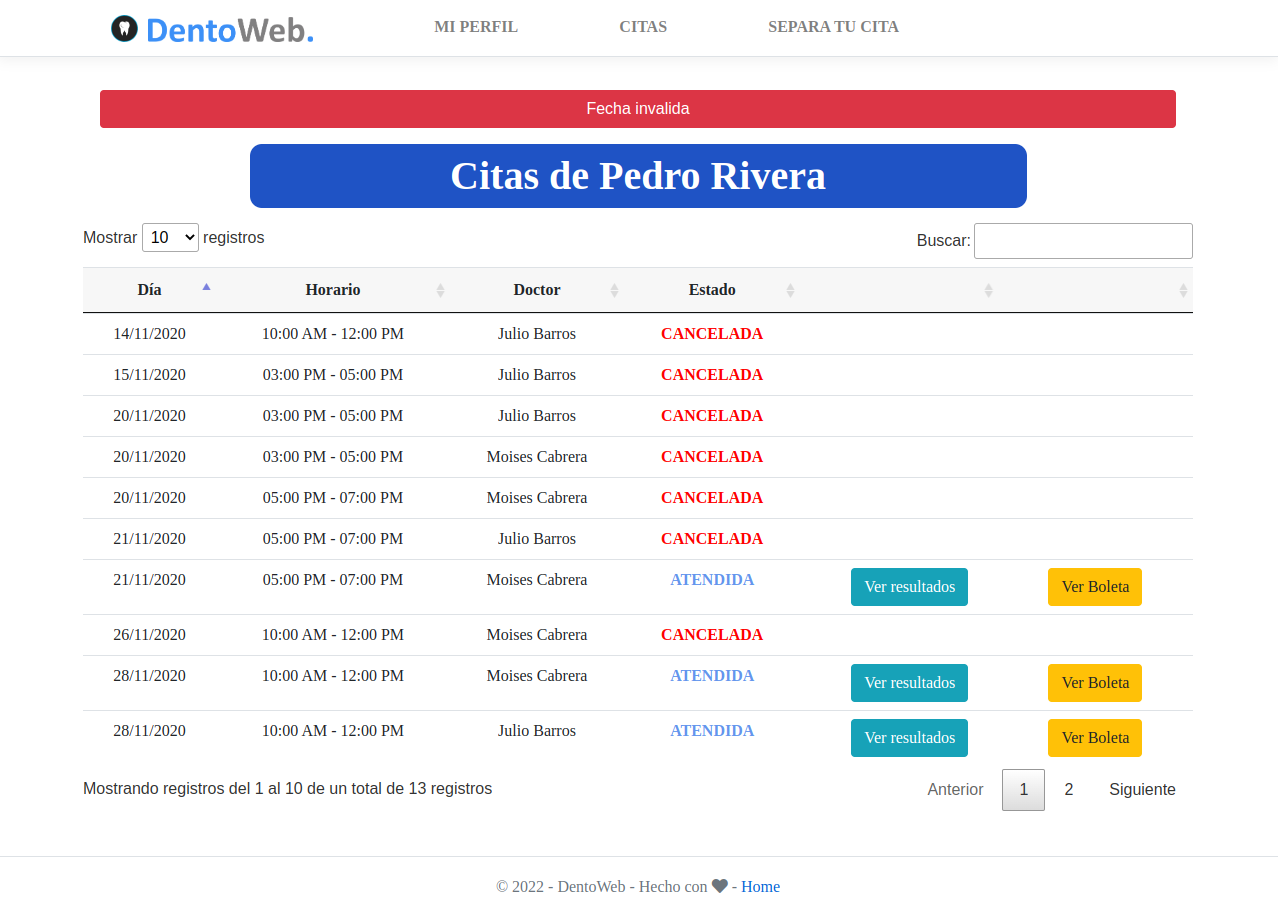 DentoWeb. MI PERFIL CITAS SEPARA TU CITA
Fecha invalida
Citas de Pedro Rivera
Mostrar 10 registros Buscar:
Día Horario Doctor Estado
14/11/2020 10:00 AM - 12:00 PM Julio Barros CANCELADA
15/11/2020 03:00 PM - 05:00 PM Julio Barros CANCELADA
20/11/2020 03:00 PM - 05:00 PM Julio Barros CANCELADA
20/11/2020 03:00 PM - 05:00 PM Moises Cabrera CANCELADA
20/11/2020 05:00 PM - 07:00 PM Moises Cabrera CANCELADA
21/11/2020 05:00 PM - 07:00 PM Julio Barros CANCELADA
21/11/2020 05:00 PM - 07:00 PM Moises Cabrera ATENDIDA Ver resultados Ver Boleta
26/11/2020 10:00 AM - 12:00 PM Moises Cabrera CANCELADA
28/11/2020 10:00 AM - 12:00 PM Moises Cabrera ATENDIDA Ver resultados Ver Boleta
28/11/2020 10:00 AM - 12:00 PM Julio Barros ATENDIDA Ver resultados Ver Boleta
Mostrando registros del 1 al 10 de un total de 13 registros Anterior 1 2 Siguiente
© 2022 - DentoWeb - Hecho con ❤ - Home